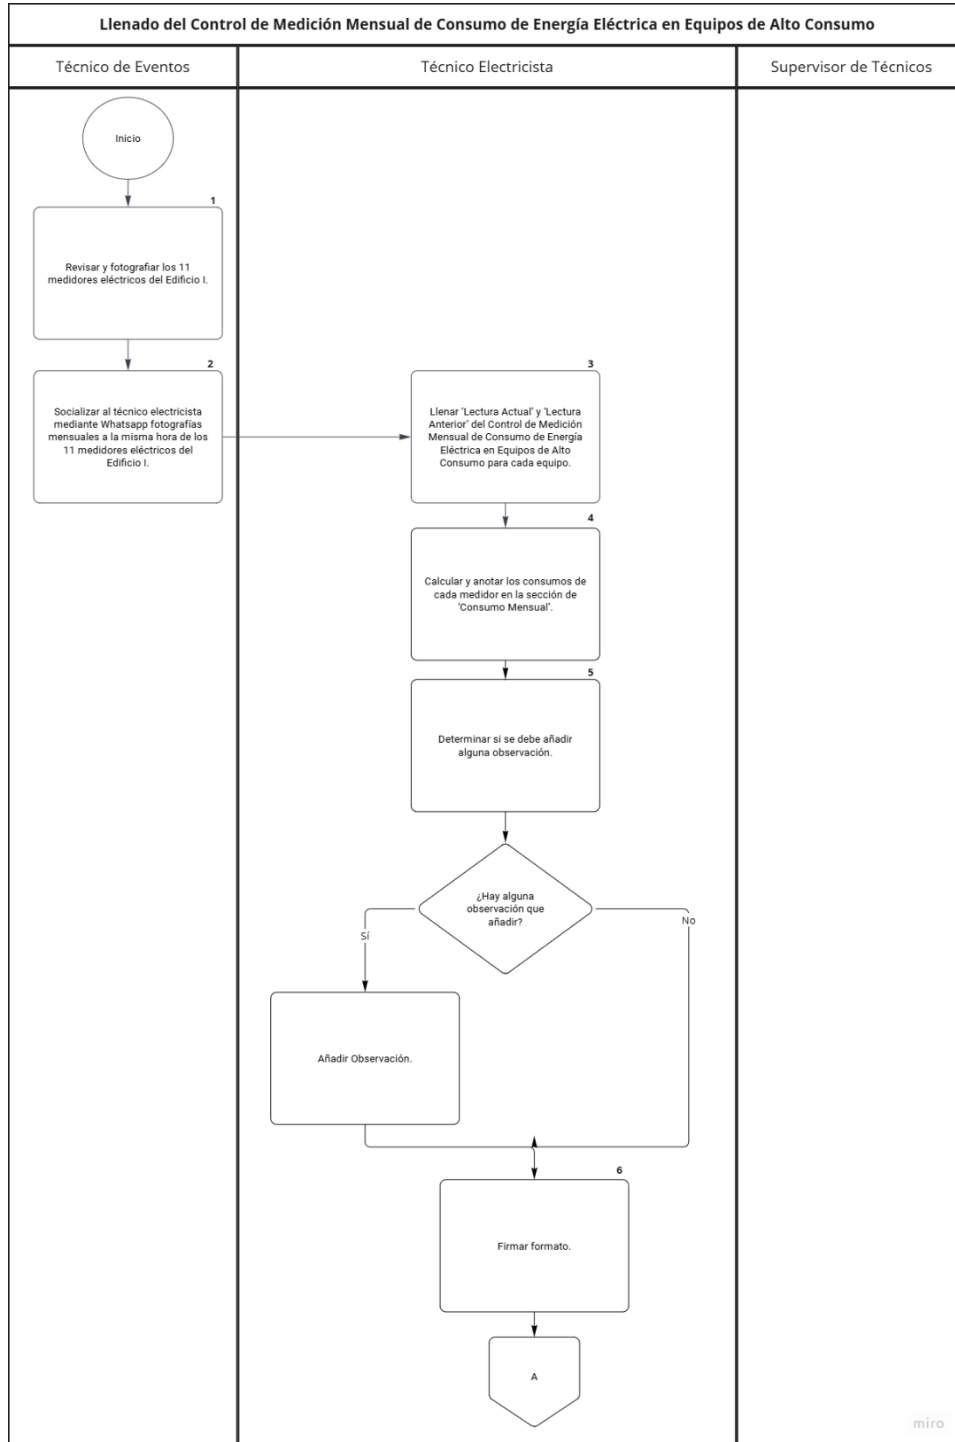 Llenado del Control de Medición Mensual de Consumo de Energía Eléctrica en Equipos de Alto Consumo
Técnico de Eventos
Técnico Electricista
Supervisor de Técnicos
Inicio
1
Revisar y fotografiar los 11
medidores eléctricos del Edificio I.
2
Socializar al técnico electricista
mediante Whatsapp fotografías
mensuales a la misma hora de los
11 medidores eléctricos del
Edificio I.
3
Llenar 'Lectura Actual' y 'Lectura
Anterior' del Control de Medición
Mensual de Consumo de Energía
Eléctrica en Equipos de Alto
Consumo para cada equipo.
4
Calcular y anotar los consumos de
cada medidor en la sección de
'Consumo Mensual'.
5
Determinar si se debe añadir
alguna observación.
¿Hay alguna
observación que
añadir?
Sí
No
Añadir Observación.
6
Firmar formato.
A
miro